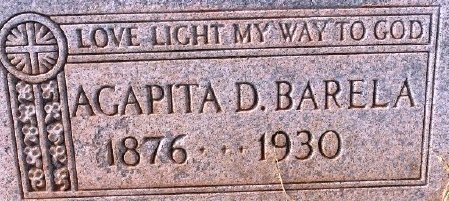 LOVE LIGHT MY WAY TO GOD
AGAPITA D. BARELA
1876 ... 1930